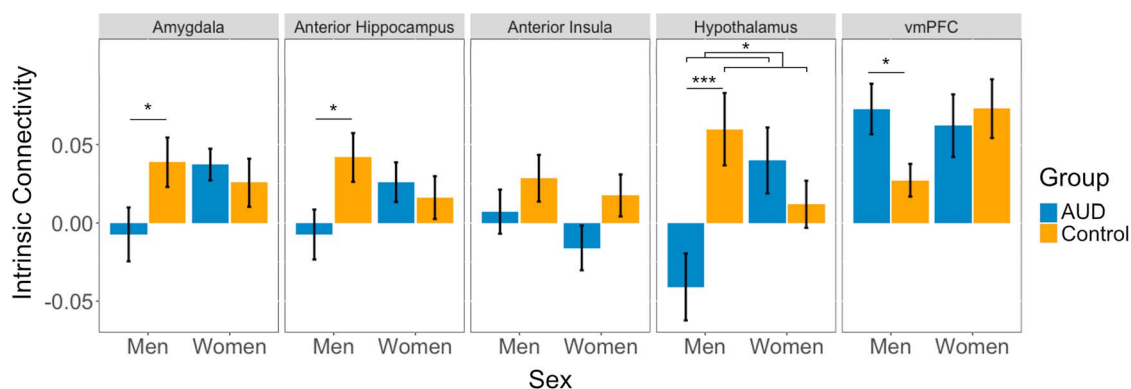 Amygdala
Anterior Hippocampus
Anterior Insula
Hypothalamus
vmPFC
*
*
***
*
*
Intrinsic Connectivity
0.05
0.00
-0.05
Men Women
Men Women
Men Women
Men Women
Men Women
Sex
Group
AUD
Control